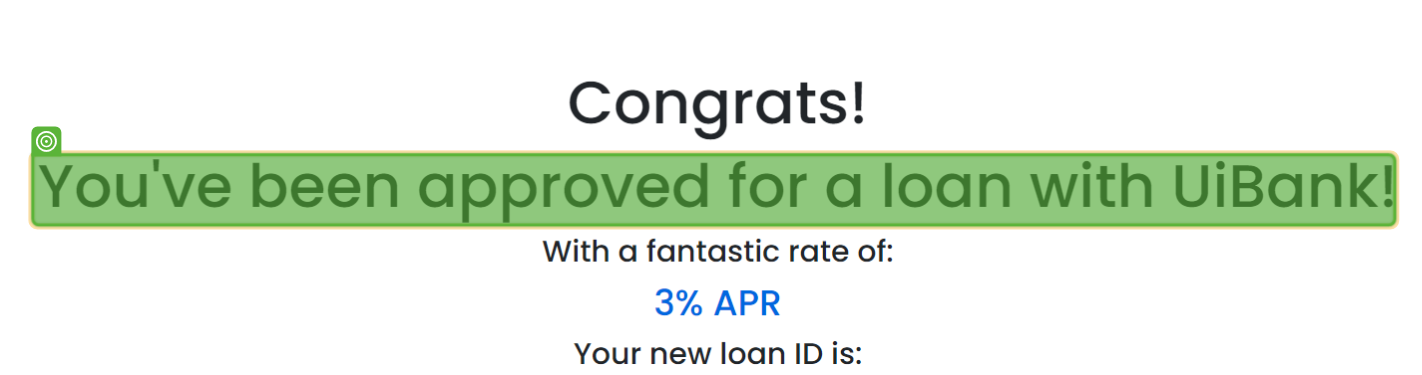 Congrats!
You've been approved for a loan with UiBank!
With a fantastic rate of:
3% APR
Your new loan ID is: